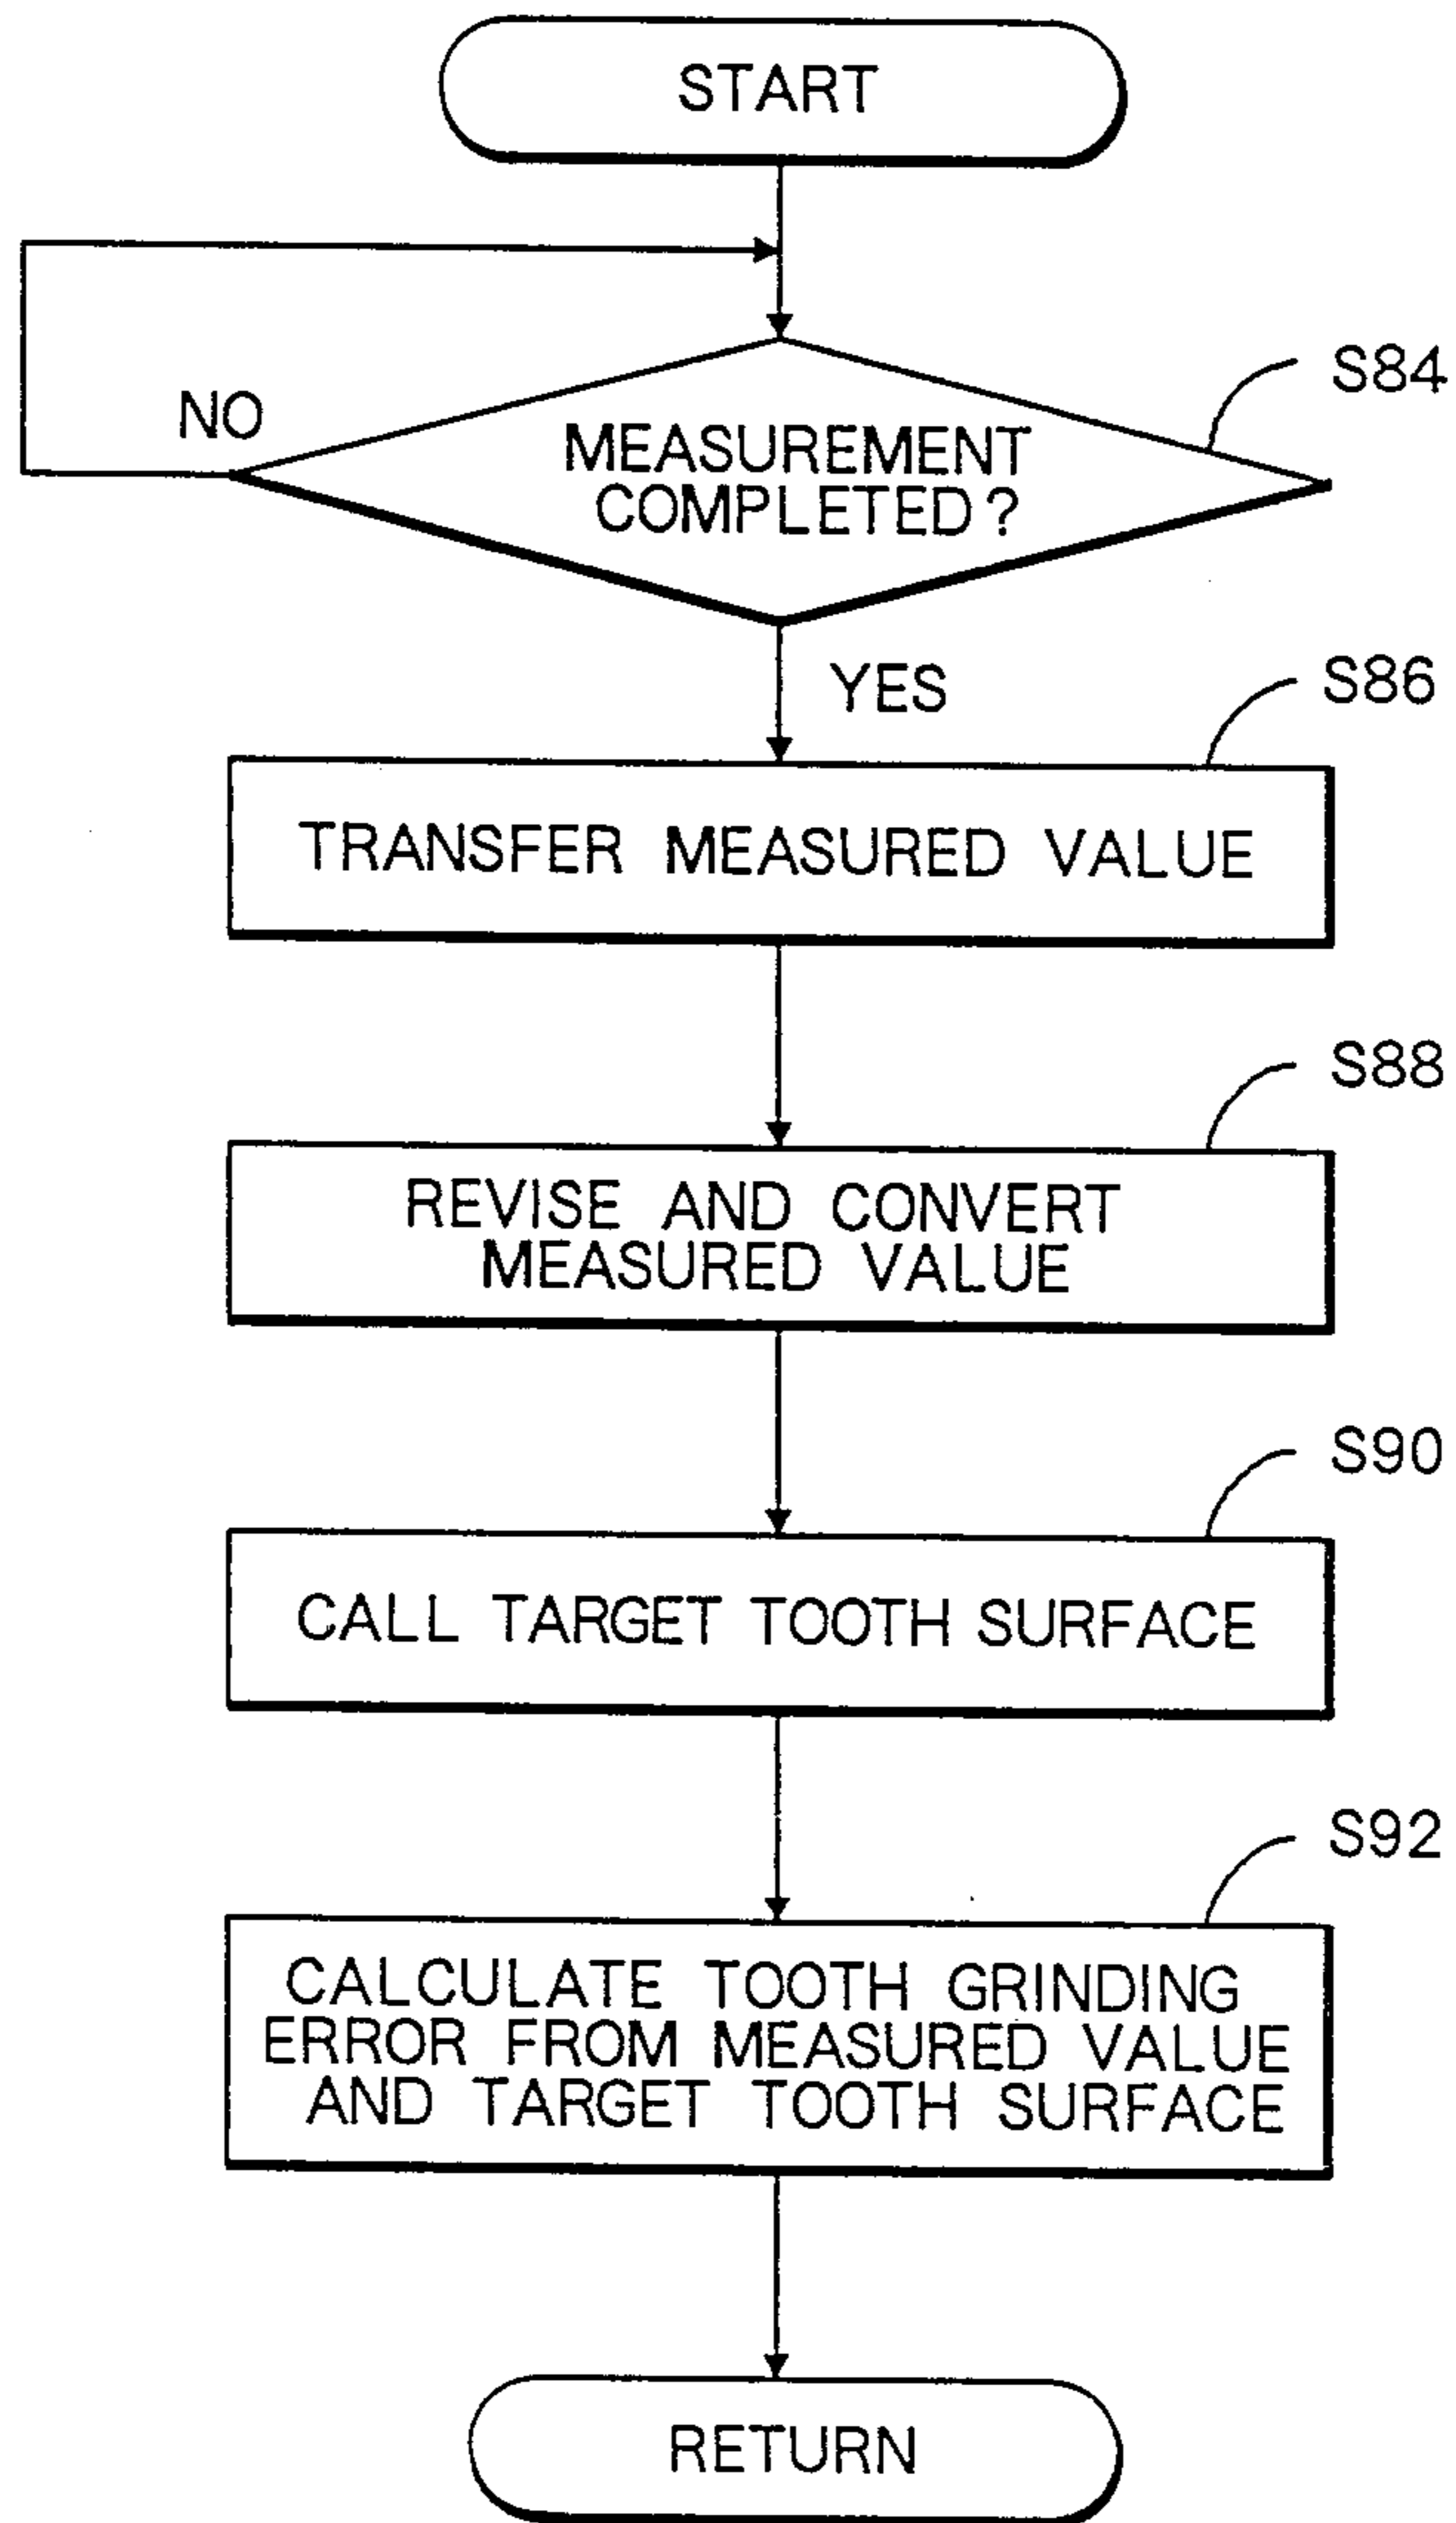 START
S84
NO
MEASUREMENT
COMPLETED?
YES
S86
TRANSFER MEASURED VALUE
S88
REVISE AND CONVERT
MEASURED VALUE
S90
CALL TARGET TOOTH SURFACE
S92
CALCULATE TOOTH GRINDING
ERROR FROM MEASURED VALUE
AND TARGET TOOTH SURFACE
RETURN